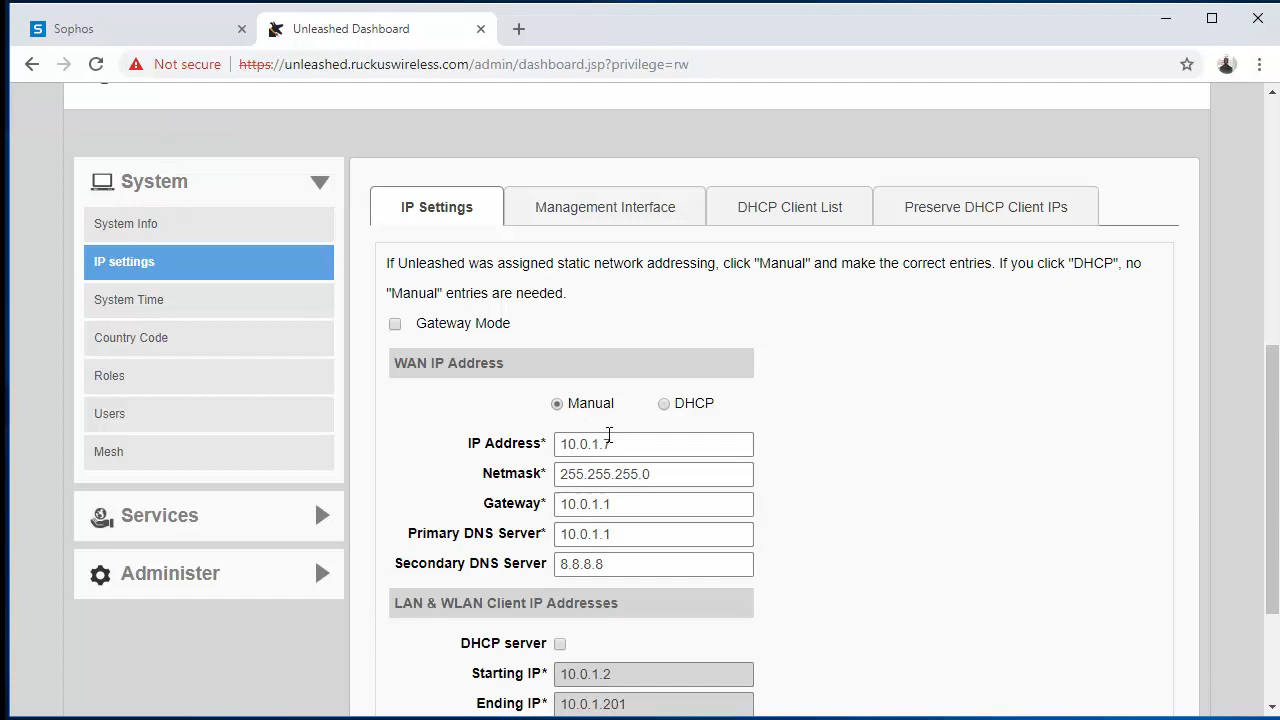 Sophos
Unleashed Dashboard
Not secure
https://unleashed.ruckuswireless.com/admin/dashboard.jsp?privilege=rw
System
System Info
IP settings
System Time
Country Code
Roles
Users
Mesh
Services
Administer
IP Settings
Management Interface
DHCP Client List
Preserve DHCP Client IPs
If Unleashed was assigned static network addressing, click "Manual" and make the correct entries. If you click "DHCP", no
"Manual" entries are needed.
Gateway Mode
WAN IP Address
Manual DHCP
IP Address* 10.0.1.7
Netmask* 255.255.255.0
Gateway* 10.0.1.1
Primary DNS Server* 10.0.1.1
Secondary DNS Server 8.8.8.8
LAN & WLAN Client IP Addresses
DHCP server
Starting IP* 10.0.1.2
Ending IP* 10.0.1.201